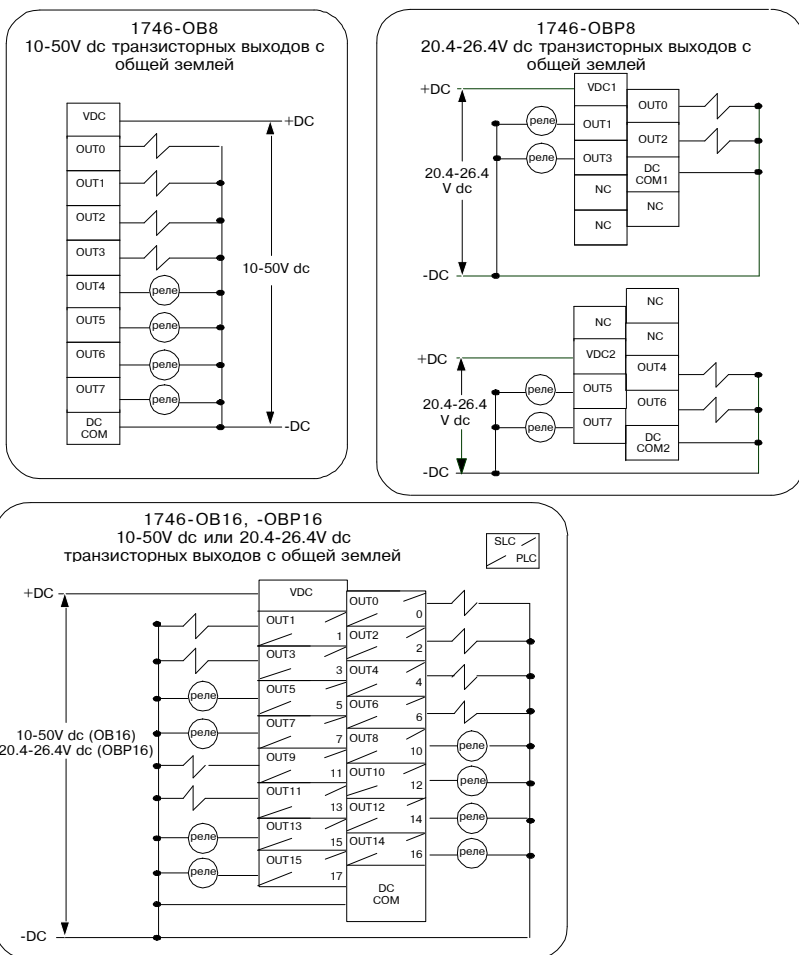 1746-OB8
10-50V dc транзисторных выходов с
общей землей
VDC
+DC
OUT0
OUT1
OUT2
OUT3
10-50V dc
OUT4
реле
OUT5
реле
OUT6
реле
OUT7
реле
DC
COM
-DC
1746-OBP8
20.4-26.4V dc транзисторных выходов с
общей землей
+DC
VDC1
OUT0
реле
OUT1
OUT2
реле
OUT3
20.4-26.4
V dc
DC
COM1
NC
NC
NC
-DC
NC
NC
NC
+DC
VDC2
OUT4
реле
OUT5
20.4-26.4
V dc
OUT6
реле
OUT7
DC
COM2
-DC
1746-OB16, -OBP16
10-50V dc или 20.4-26.4V dc
транзисторных выходов с общей землей
SLC
PLC
+DC
VDC
OUT0
0
OUT1
1
OUT2
2
OUT3
3
OUT4
4
реле
OUT5
5
OUT6
6
реле
OUT7
7
OUT8
10
реле
10-50V dc (OB16)
20.4-26.4V dc (OBP16)
OUT9
11
OUT10
12
реле
OUT11
13
OUT12
14
реле
реле
OUT13
15
OUT14
16
реле
реле
OUT15
17
DC
COM
-DC